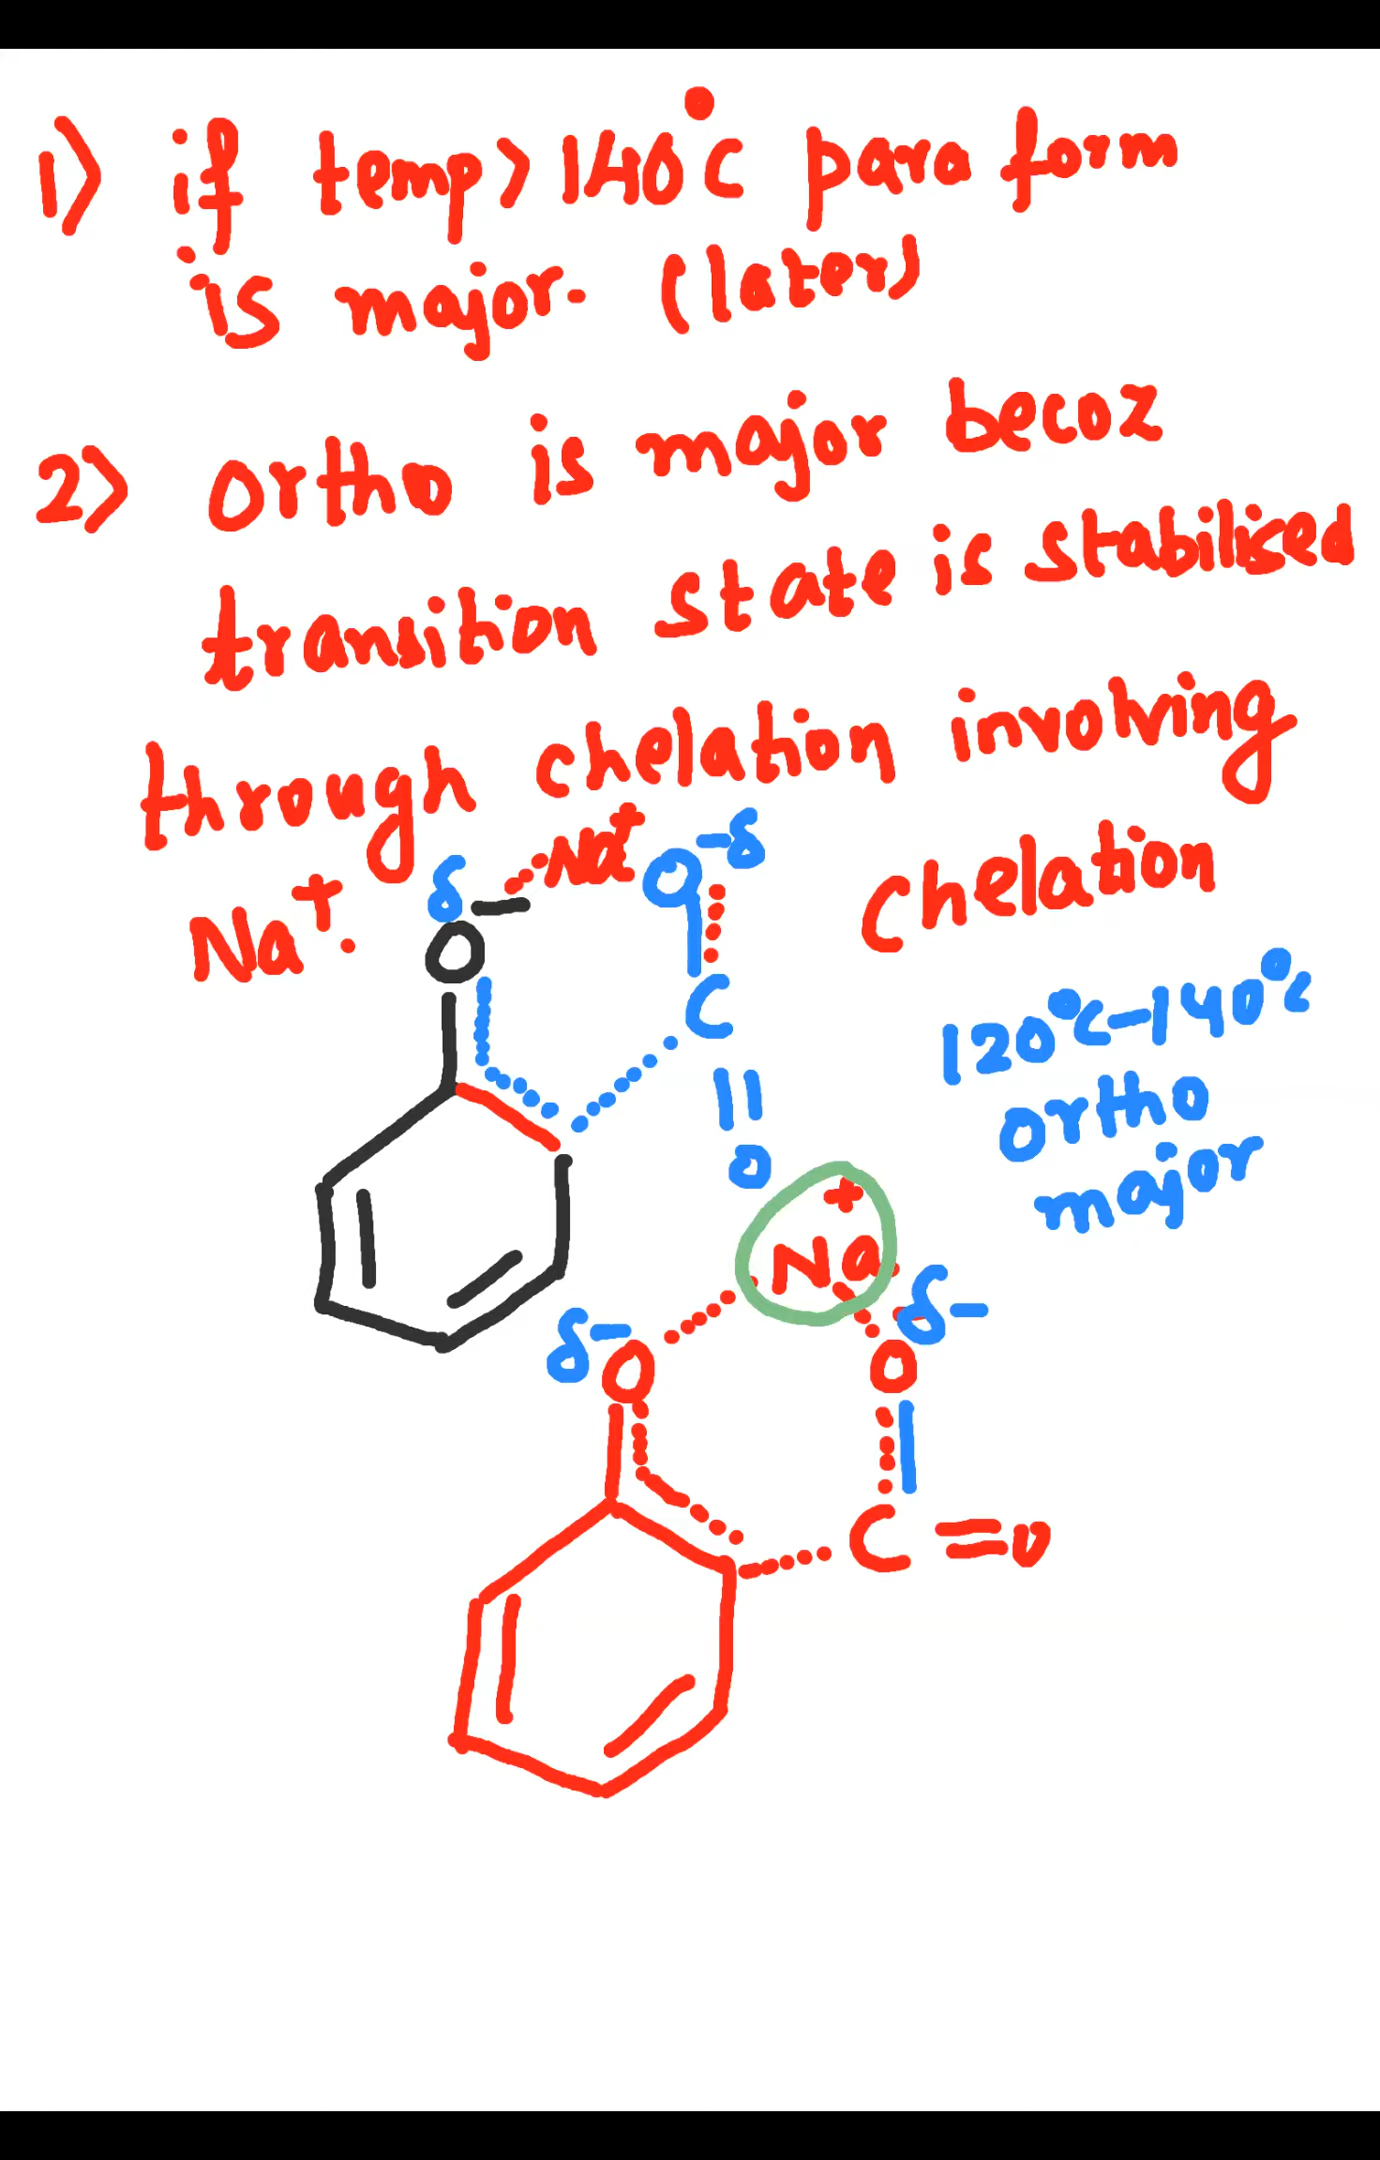 1) if temp > 140°C para form
is major. (later)
2) ortho is major becoz
transition state is stabilised
through chelation involving
Na+.
chelation
δ- Na+ O -δ
O
C
O
120°C-140°C
ortho
major
Na+
δ- O
O δ-
C = O